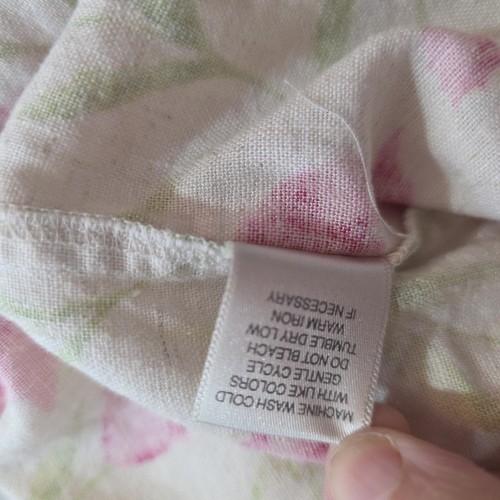 MACHINE WASH COLD
WITH LIKE COLORS
GENTLE CYCLE
DO NOT BLEACH
TUMBLE DRY LOW
WARM IRON
IF NECESSARY